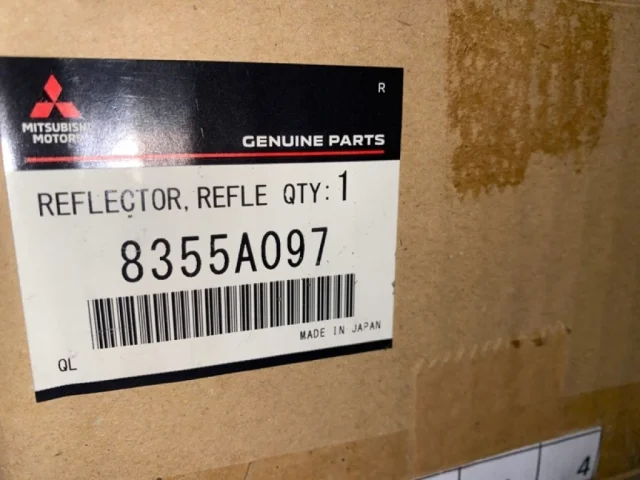 R
MITSUBISHI
MOTORS
GENUINE PARTS
REFLECTOR, REFLE QTY: 1
8355A097
MADE IN JAPAN
QL
4